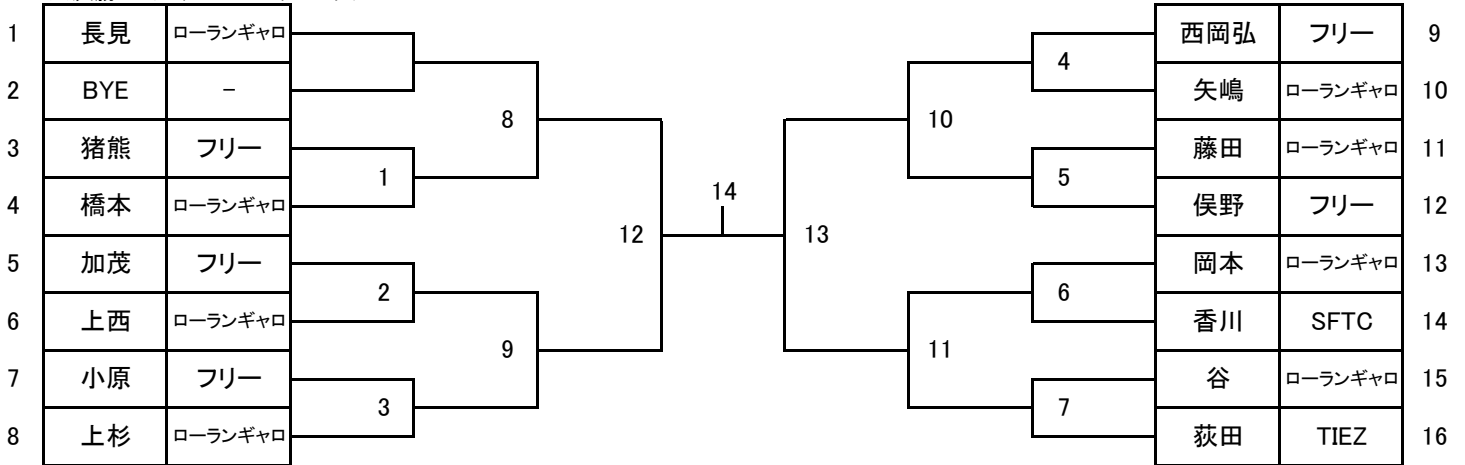 1 長見 ローランギャロ
2 BYE -
3 猪熊 フリー
4 橋本 ローランギャロ
5 加茂 フリー
6 上西 ローランギャロ
7 小原 フリー
8 上杉 ローランギャロ
1
2
3
8
9
12
14
13
10
11
4
5
6
7
西岡弘 フリー 9
矢嶋 ローランギャロ 10
藤田 ローランギャロ 11
俣野 フリー 12
岡本 ローランギャロ 13
香川 SFTC 14
谷 ローランギャロ 15
荻田 TIEZ 16